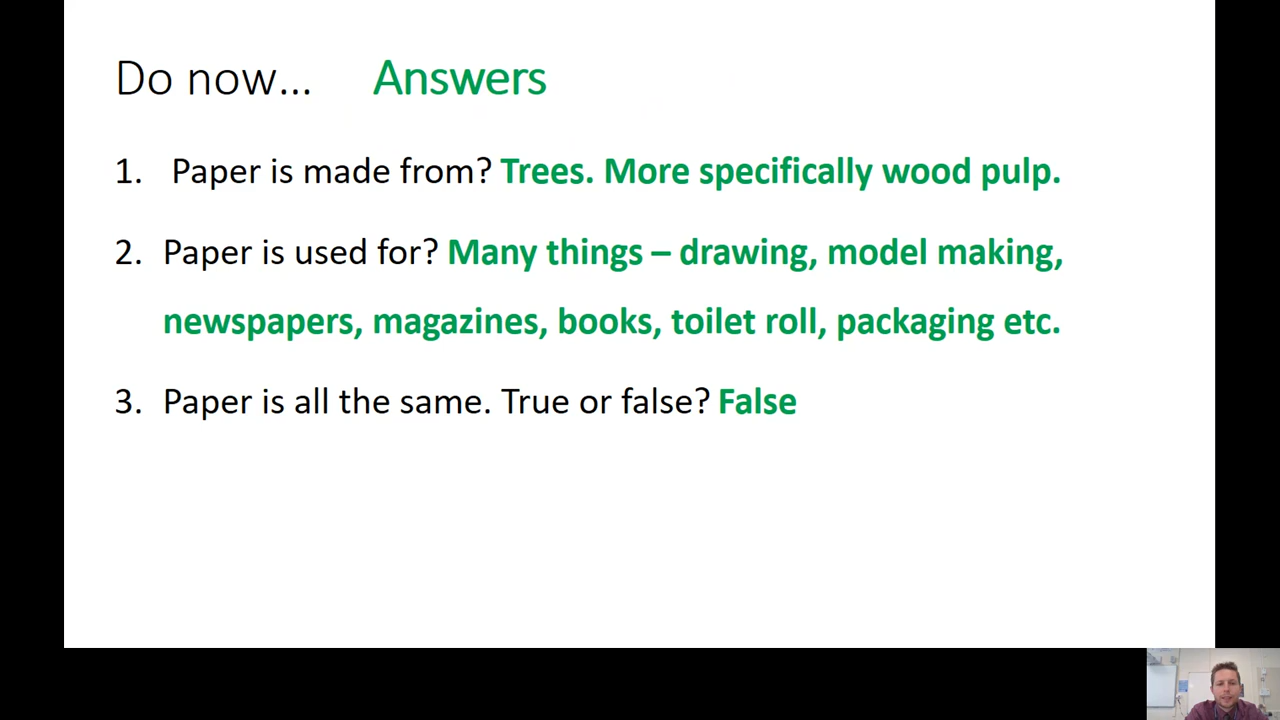 Do now... Answers
1. Paper is made from? Trees. More specifically wood pulp.
2. Paper is used for? Many things – drawing, model making,
newspapers, magazines, books, toilet roll, packaging etc.
3. Paper is all the same. True or false? False